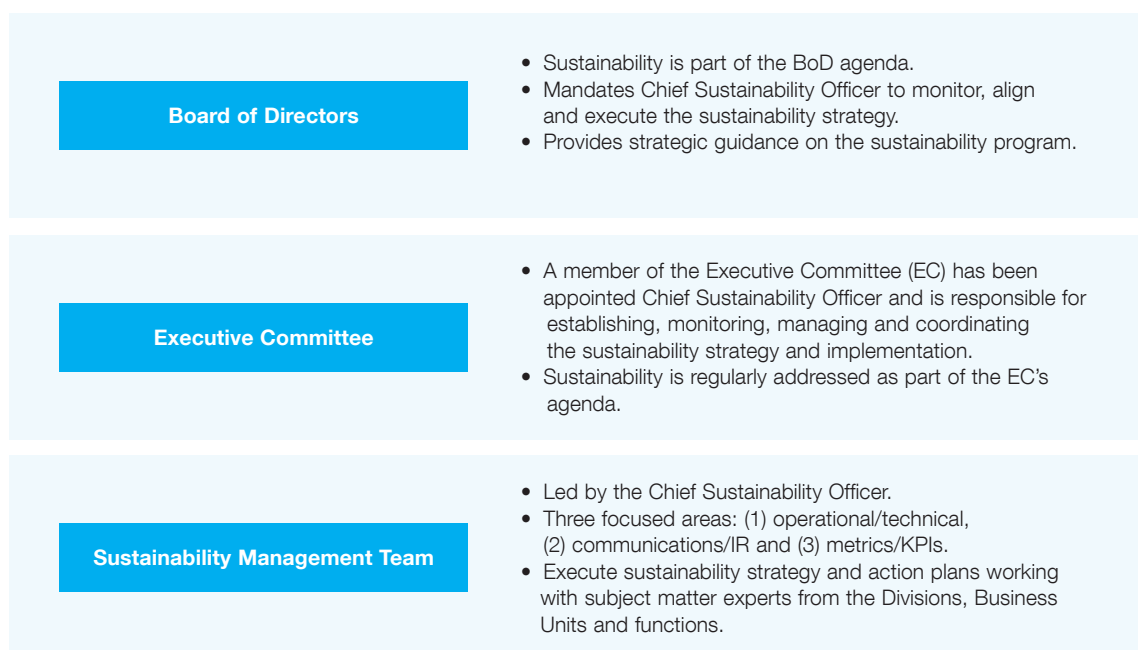 Board of Directors
• Sustainability is part of the BoD agenda.
• Mandates Chief Sustainability Officer to monitor, align
and execute the sustainability strategy.
• Provides strategic guidance on the sustainability program.
Executive Committee
• A member of the Executive Committee (EC) has been
appointed Chief Sustainability Officer and is responsible for
establishing, monitoring, managing and coordinating
the sustainability strategy and implementation.
• Sustainability is regularly addressed as part of the EC’s
agenda.
Sustainability Management Team
• Led by the Chief Sustainability Officer.
• Three focused areas: (1) operational/technical,
(2) communications/IR and (3) metrics/KPIs.
• Execute sustainability strategy and action plans working
with subject matter experts from the Divisions, Business
Units and functions.